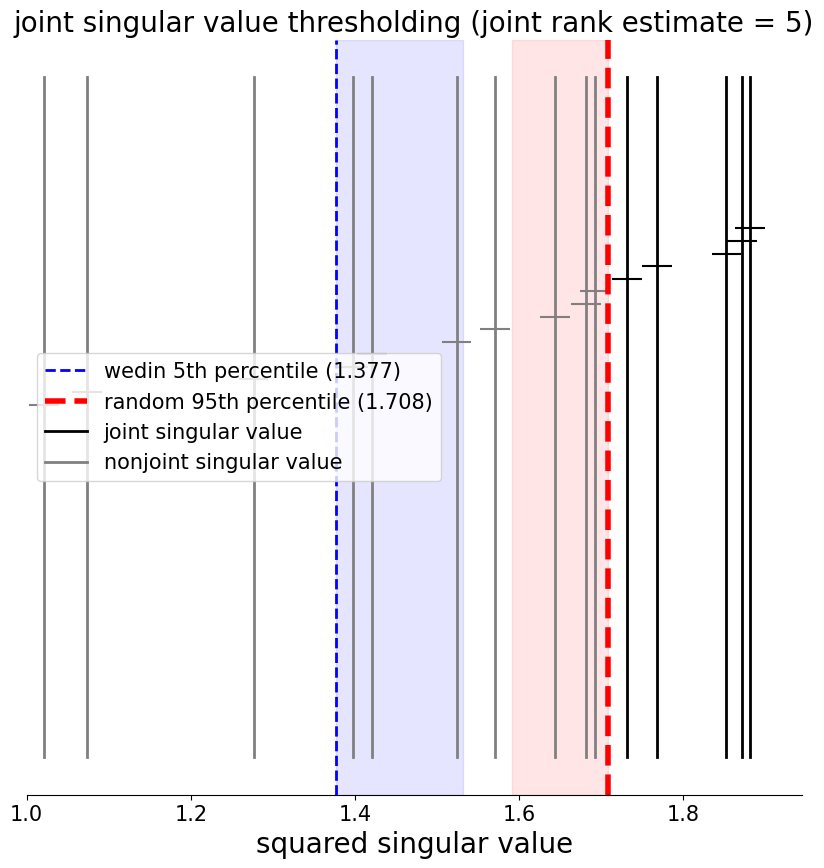 joint singular value thresholding (joint rank estimate = 5)
wedin 5th percentile (1.377)
random 95th percentile (1.708)
joint singular value
nonjoint singular value
1.0 1.2 1.4 1.6 1.8
squared singular value